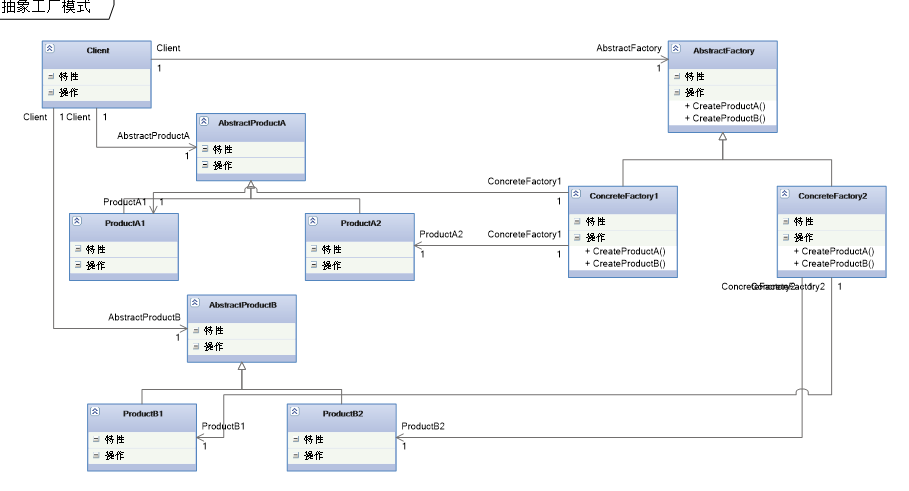 抽象工厂模式
Client
特性
操作
Client
1
AbstractFactory
1
AbstractFactory
特性
操作
+ CreateProductA()
+ CreateProductB()
Client
1
Client
1
AbstractProductA
1
AbstractProductA
特性
操作
ConcreteFactory1
1
ProductA1
1
ProductA1
特性
操作
ProductA2
特性
操作
ProductA2
1
ConcreteFactory1
1
ConcreteFactory1
特性
操作
+ CreateProductA()
+ CreateProductB()
ConcreteFactory2
特性
操作
+ CreateProductA()
+ CreateProductB()
ConcreteFactory2
1
ConcreteFactory2
1
AbstractProductB
1
AbstractProductB
特性
操作
ProductB1
特性
操作
ProductB1
1
ProductB2
特性
操作
ProductB2
1